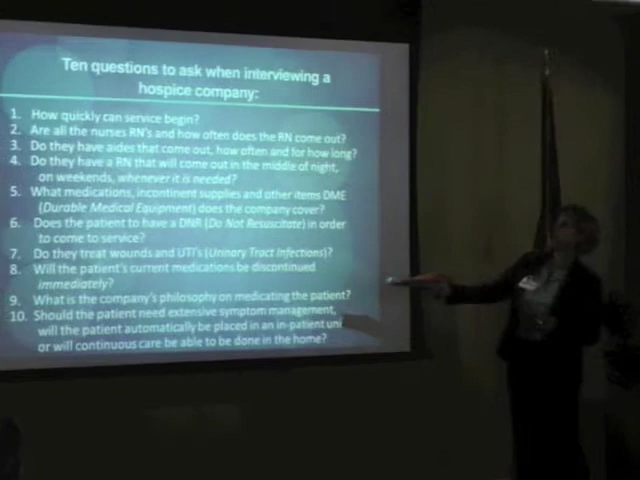 Ten questions to ask when interviewing a
hospice company:
1. How quickly can service begin?
2. Are all the nurses RN's and how often does the RN come out?
3. Do they have aides that come out, how often and for how long?
4. Do they have a RN that will come out in the middle of night,
on weekends, whenever it is needed?
5. What medications, incontinent supplies and other items DME
(Durable Medical Equipment) does the company cover?
6. Does the patient to have a DNR (Do Not Resuscitate) in order
to come to service?
7. Do they treat wounds and UTI's (Urinary Tract Infections)?
8. Will the patient's current medications be discontinued
immediately?
9. What is the company's philosophy on medicating the patient?
10. Should the patient need extensive symptom management,
will the patient automatically be placed in an in-patient uni
or will continuous care be able to be done in the home?